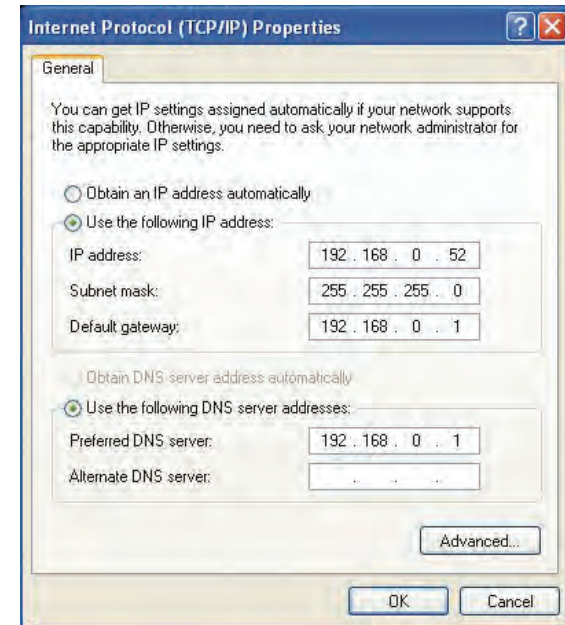 Internet Protocol (TCP/IP) Properties
General
You can get IP settings assigned automatically if your network supports
this capability. Otherwise, you need to ask your network administrator for
the appropriate IP settings.
Obtain an IP address automatically
Use the following IP address:
IP address: 192 . 168 . 0 . 52
Subnet mask: 255 . 255 . 255 . 0
Default gateway: 192 . 168 . 0 . 1
Obtain DNS server address automatically
Use the following DNS server addresses:
Preferred DNS server: 192 . 168 . 0 . 1
Alternate DNS server: . . .
Advanced...
OK Cancel